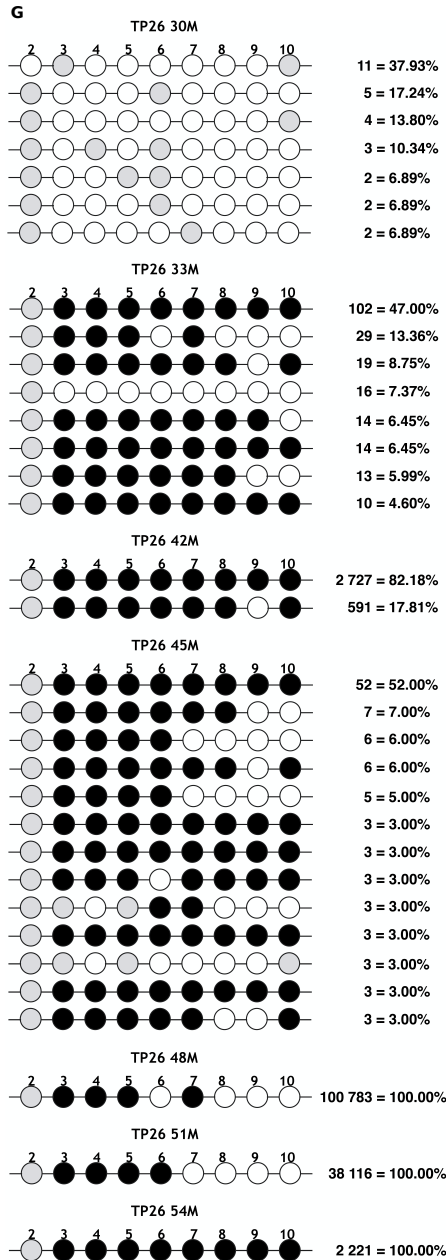 G
TP26 30M
2 3 4 5 6 7 8 9 10
11 = 37.93%
5 = 17.24%
4 = 13.80%
3 = 10.34%
2 = 6.89%
2 = 6.89%
2 = 6.89%
TP26 33M
2 3 4 5 6 7 8 9 10
102 = 47.00%
29 = 13.36%
19 = 8.75%
16 = 7.37%
14 = 6.45%
14 = 6.45%
13 = 5.99%
10 = 4.60%
TP26 42M
2 3 4 5 6 7 8 9 10
2 727 = 82.18%
591 = 17.81%
TP26 45M
2 3 4 5 6 7 8 9 10
52 = 52.00%
7 = 7.00%
6 = 6.00%
6 = 6.00%
5 = 5.00%
3 = 3.00%
3 = 3.00%
3 = 3.00%
3 = 3.00%
3 = 3.00%
3 = 3.00%
3 = 3.00%
3 = 3.00%
TP26 48M
2 3 4 5 6 7 8 9 10
100 783 = 100.00%
TP26 51M
2 3 4 5 6 7 8 9 10
38 116 = 100.00%
TP26 54M
2 3 4 5 6 7 8 9 10
2 221 = 100.00%